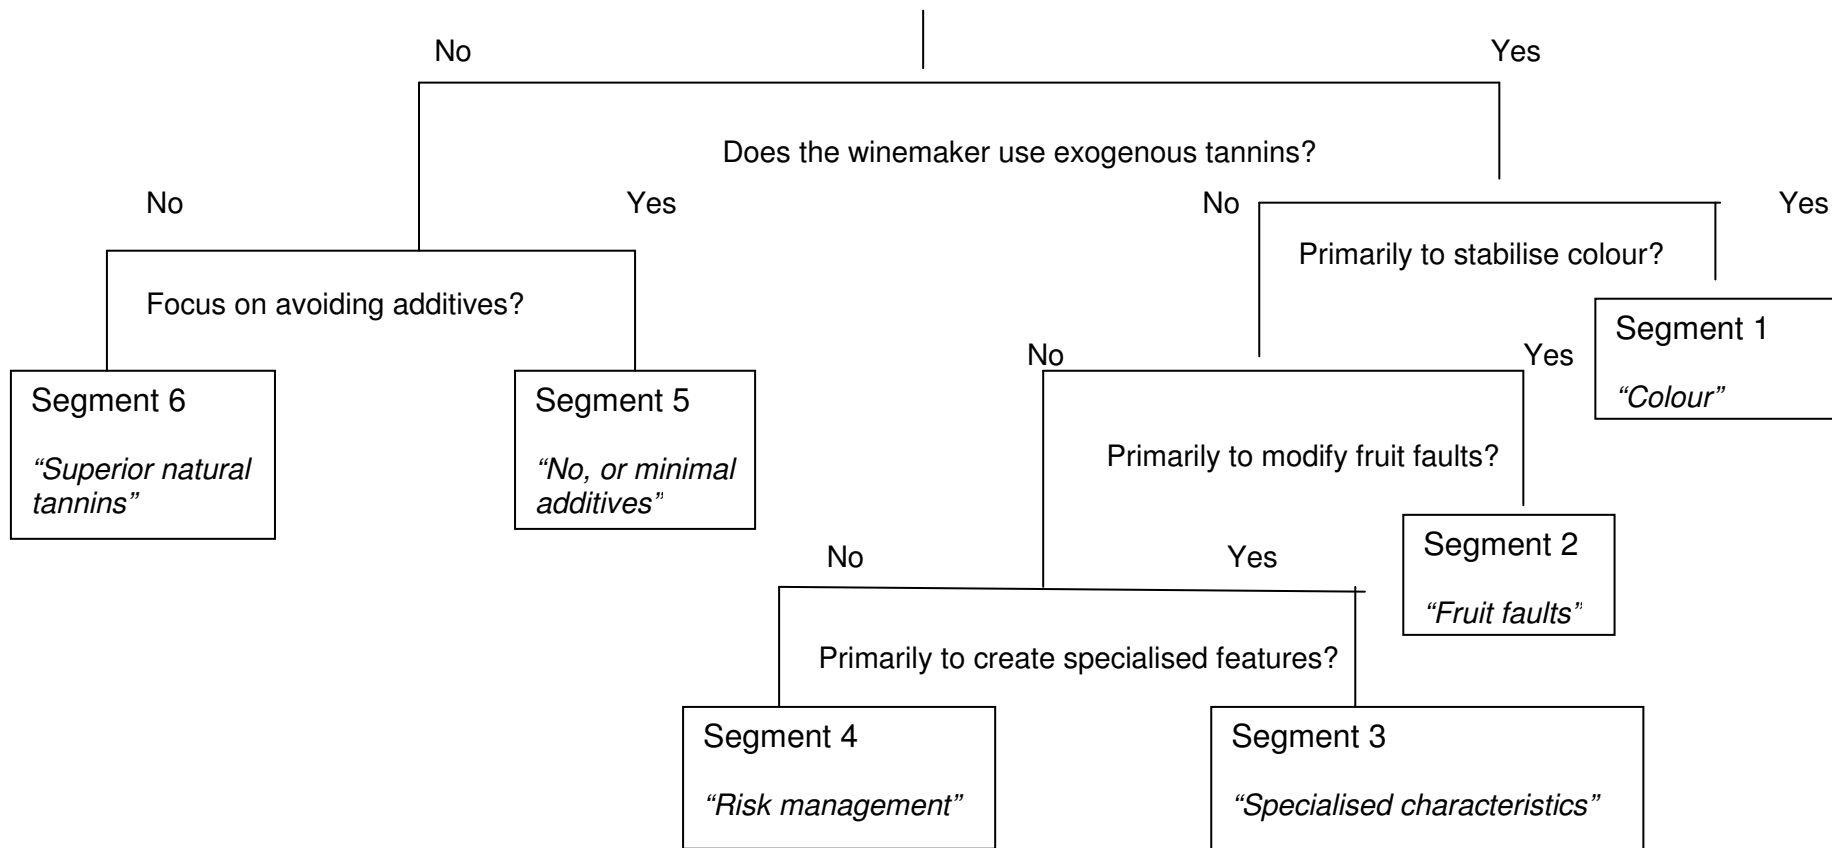 No
Yes
Does the winemaker use exogenous tannins?
No
Yes
No
Yes
Primarily to stabilise colour?
Focus on avoiding additives?
Segment 1
“Colour”
No
Yes
Segment 6
“Superior natural
tannins”
Segment 5
“No, or minimal
additives”
Primarily to modify fruit faults?
Segment 2
“Fruit faults”
No
Yes
Primarily to create specialised features?
Segment 4
“Risk management”
Segment 3
“Specialised characteristics”